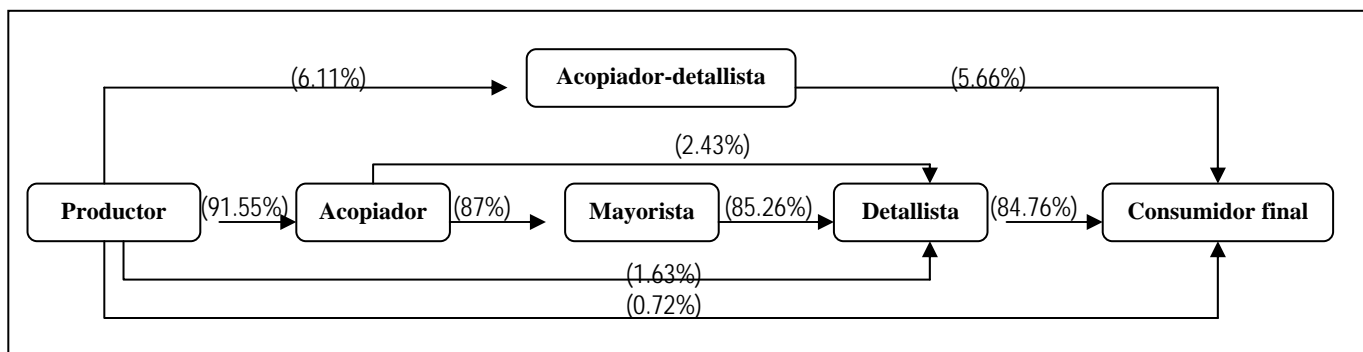 (6.11%)
Acopiador-detallista
(5.66%)
(2.43%)
Productor
(91.55%)
Acopiador
(87%)
Mayorista
(85.26%)
Detallista
(84.76%)
Consumidor final
(1.63%)
(0.72%)